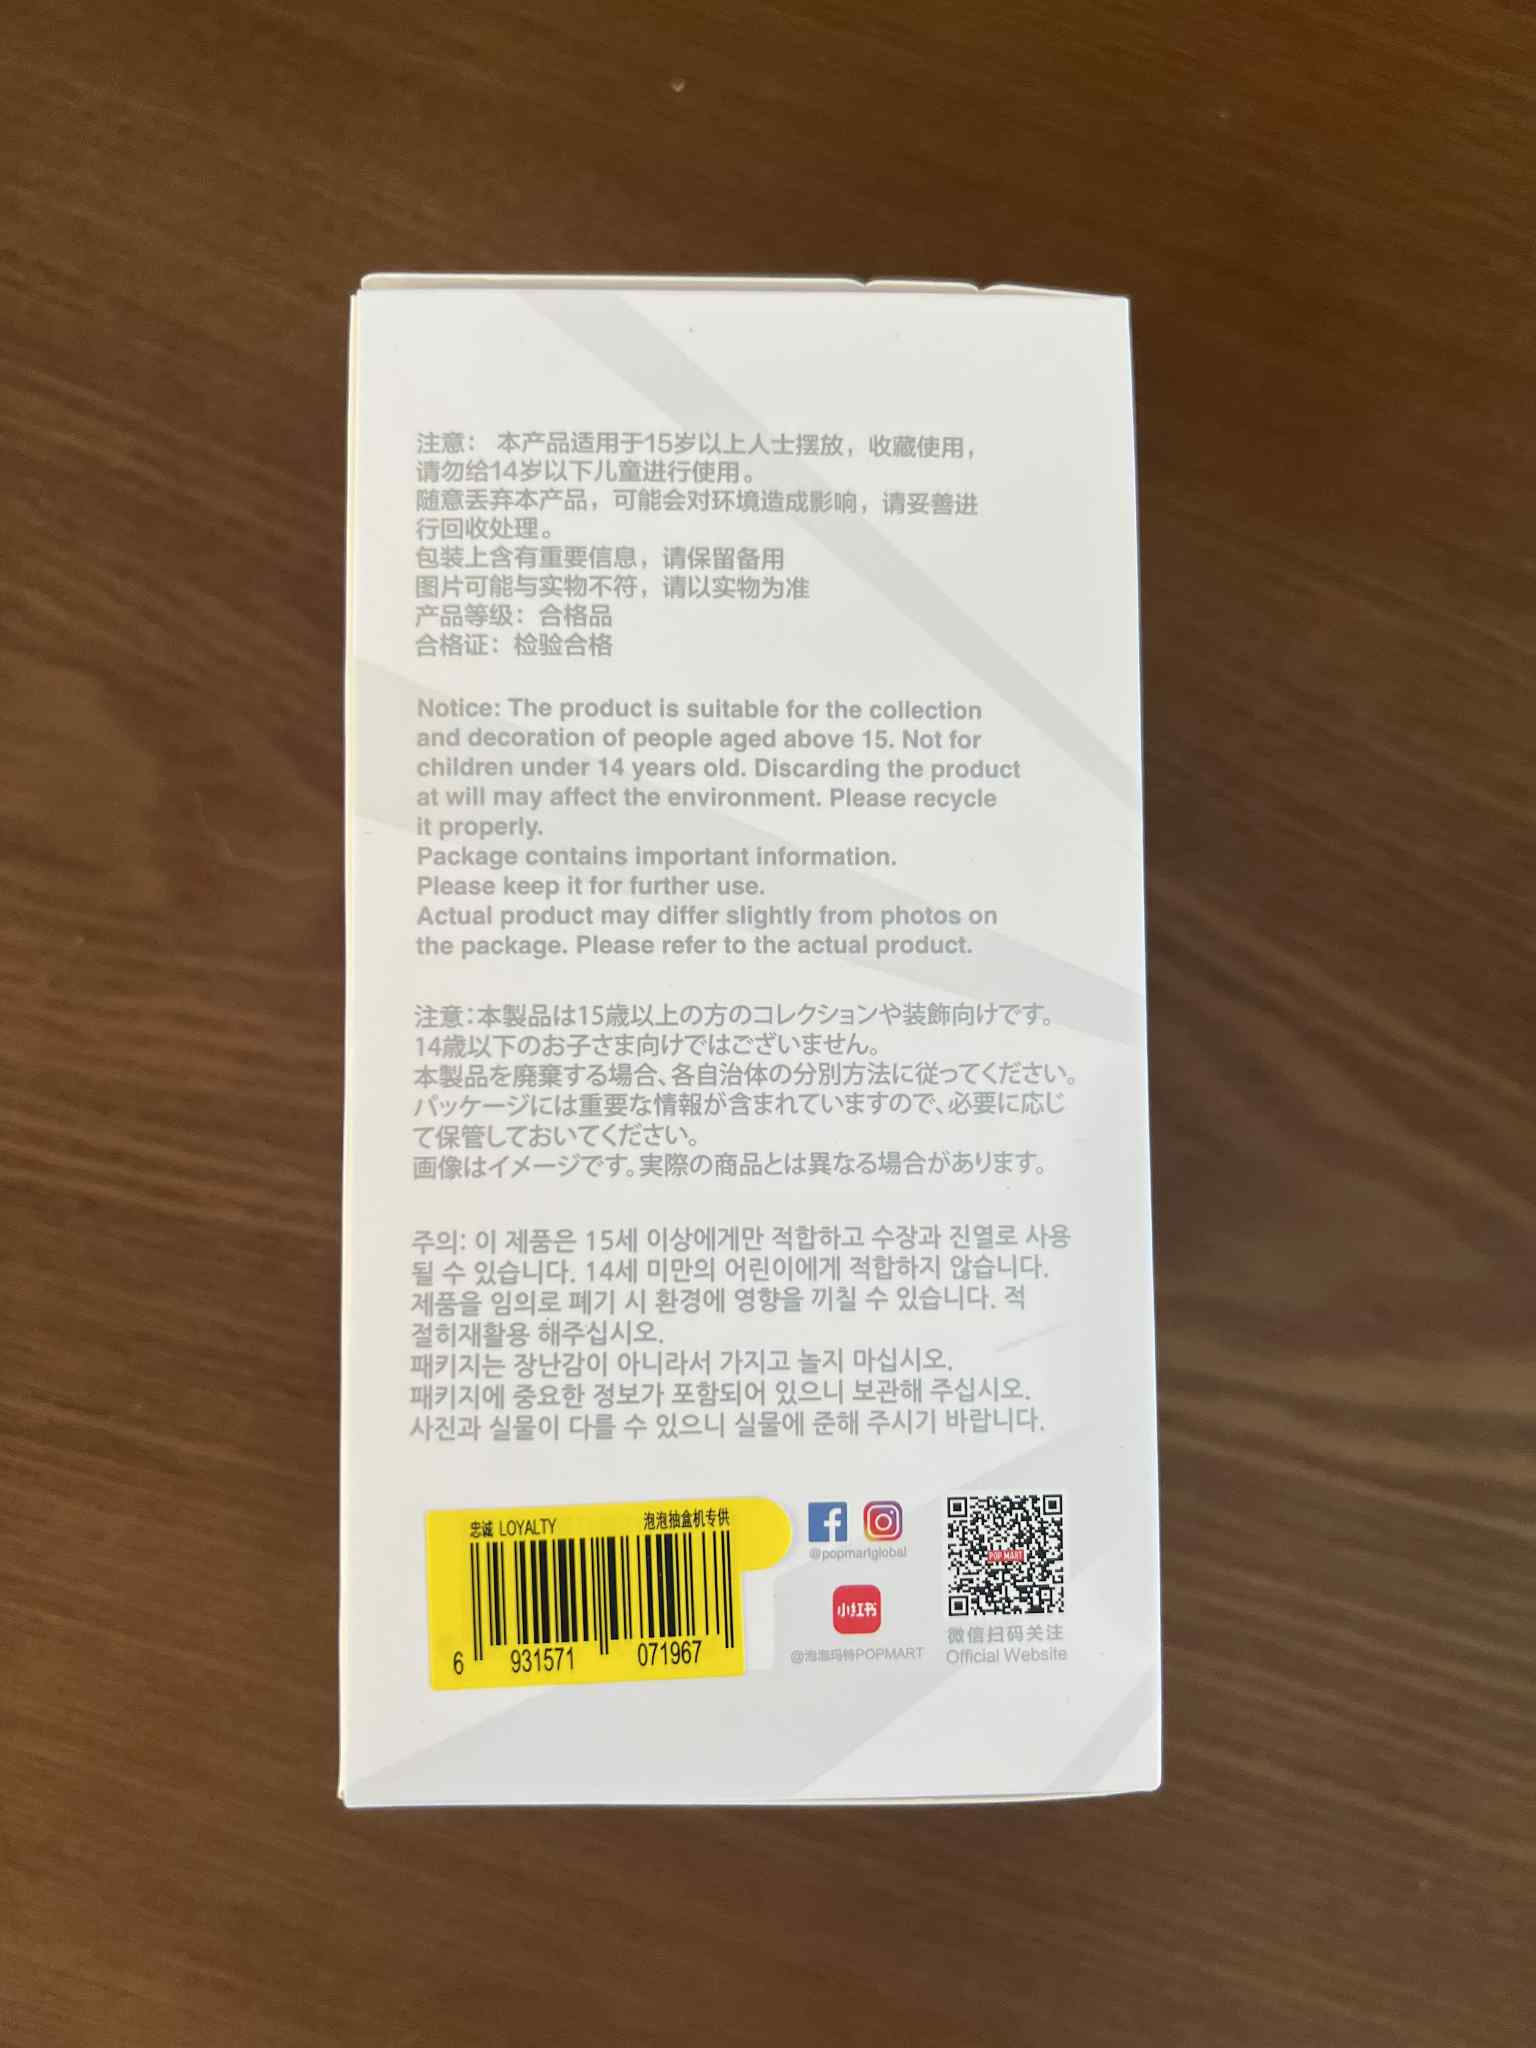 注意： 本产品适用于15岁以上人士摆放，收藏使用，
请勿给14岁以下儿童进行使用。
随意丢弃本产品，可能会对环境造成影响，请妥善进
行回收处理。
包装上含有重要信息，请保留备用
图片可能与实物不符，请以实物为准
产品等级：合格品
合格证：检验合格
Notice: The product is suitable for the collection
and decoration of people aged above 15. Not for
children under 14 years old. Discarding the product
at will may affect the environment. Please recycle
it properly.
Package contains important information.
Please keep it for further use.
Actual product may differ slightly from photos on
the package. Please refer to the actual product.
注意：本製品は15歳以上の方のコレクションや装飾向けです。
14歳以下のお子さま向けではございません。
本製品を廃棄する場合、各自治体の分別方法に従ってください。
パッケージには重要な情報が含まれていますので、必要に応じ
て保管しておいてください。
画像はイメージです。実際の商品とは異なる場合があります。
주의: 이 제품은 15세 이상에게만 적합하고 수장과 진열로 사용
될 수 있습니다. 14세 미만의 어린이에게 적합하지 않습니다.
제품을 임의로 폐기 시 환경에 영향을 끼칠 수 있습니다. 적
절히재활용 해주십시오.
패키지는 장난감이 아니라서 가지고 놀지 마십시오.
패키지에 중요한 정보가 포함되어 있으니 보관해 주십시오.
사진과 실물이 다를 수 있으니 실물에 준해 주시기 바랍니다.
忠诚 LOYALTY 泡泡抽盒机专供
6 931571 071967
@popmartglobal
小红书
@泡泡玛特POPMART
POP MART
微信扫码关注
Official Website